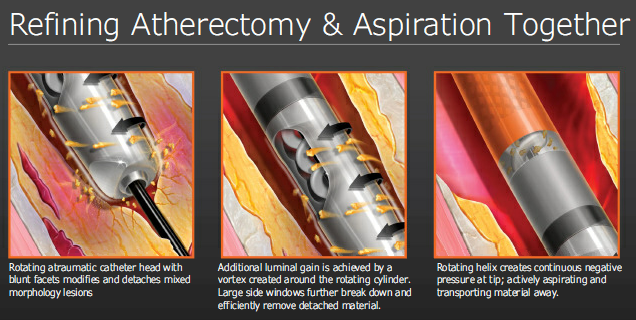 Refining Atherectomy & Aspiration Together
Rotating atraumatic catheter head with
blunt facets modifies and detaches mixed
morphology lesions
Additional luminal gain is achieved by a
vortex created around the rotating cylinder.
Large side windows further break down and
efficiently remove detached material.
Rotating helix creates continuous negative
pressure at tip; actively aspirating and
transporting material away.